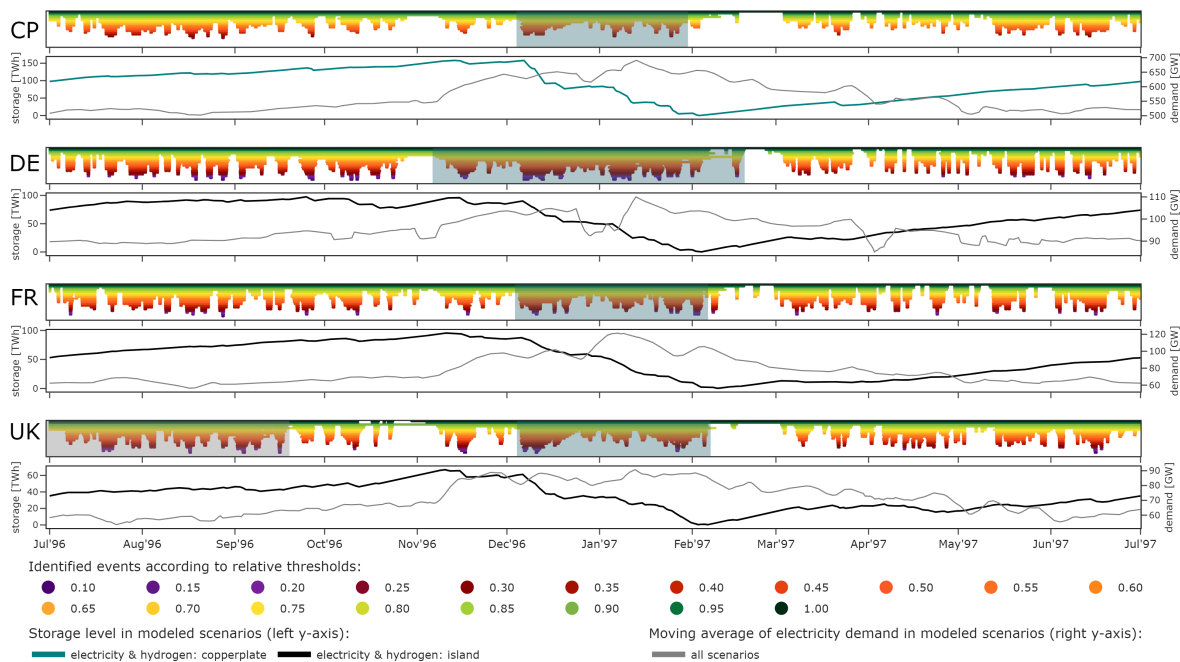 CP
storage [TWh]
150
100
50
0
700
650
600
550
500
demand [GW]
DE
storage [TWh]
100
50
0
110
100
90
demand [GW]
FR
storage [TWh]
100
50
0
120
100
80
60
demand [GW]
UK
storage [TWh]
60
40
20
0
90
80
70
60
demand [GW]
Jul'96 Aug'96 Sep'96 Oct'96 Nov'96 Dec'96 Jan'97 Feb'97 Mar'97 Apr'97 May'97 Jun'97 Jul'97
Identified events according to relative thresholds:
0.10 0.15 0.20 0.25 0.30 0.35 0.40 0.45 0.50 0.55 0.60
0.65 0.70 0.75 0.80 0.85 0.90 0.95 1.00
Storage level in modeled scenarios (left y-axis): Moving average of electricity demand in modeled scenarios (right y-axis):
electricity & hydrogen: copperplate electricity & hydrogen: island all scenarios